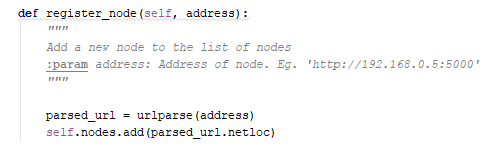 def register_node(self, address):
"""
Add a new node to the list of nodes
:param address: Address of node. Eg. 'http://192.168.0.5:5000'
"""
parsed_url = urlparse(address)
self.nodes.add(parsed_url.netloc)